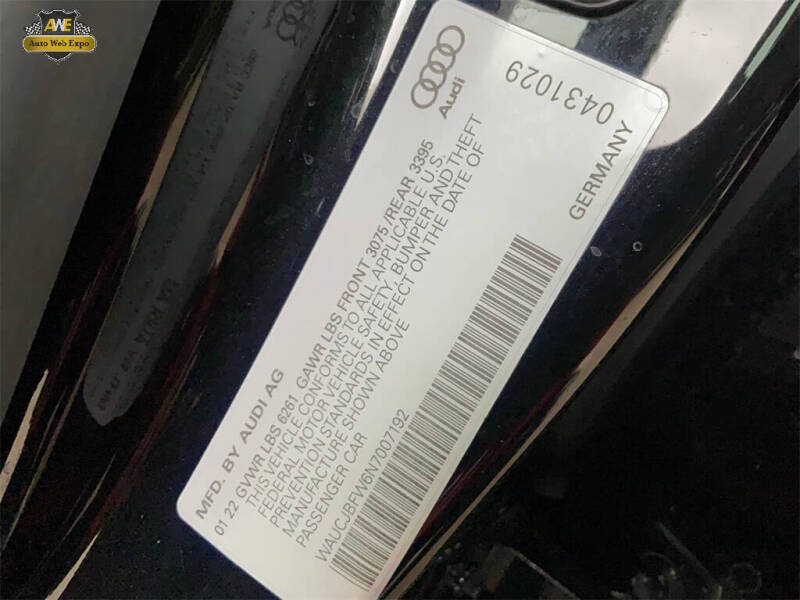 AWE
Auto Web Expo
Audi
0431029
MFD. BY AUDI AG
GERMANY
01 22 GVWR LBS 6261 GAWR LBS FRONT 3075 /REAR 3395
THIS VEHICLE CONFORMS TO ALL APPLICABLE U.S.
FEDERAL MOTOR VEHICLE SAFETY, BUMPER AND THEFT
PREVENTION STANDARDS IN EFFECT ON THE DATE OF
MANUFACTURE SHOWN ABOVE
PASSENGER CAR
WAUCJBFW6N7007192